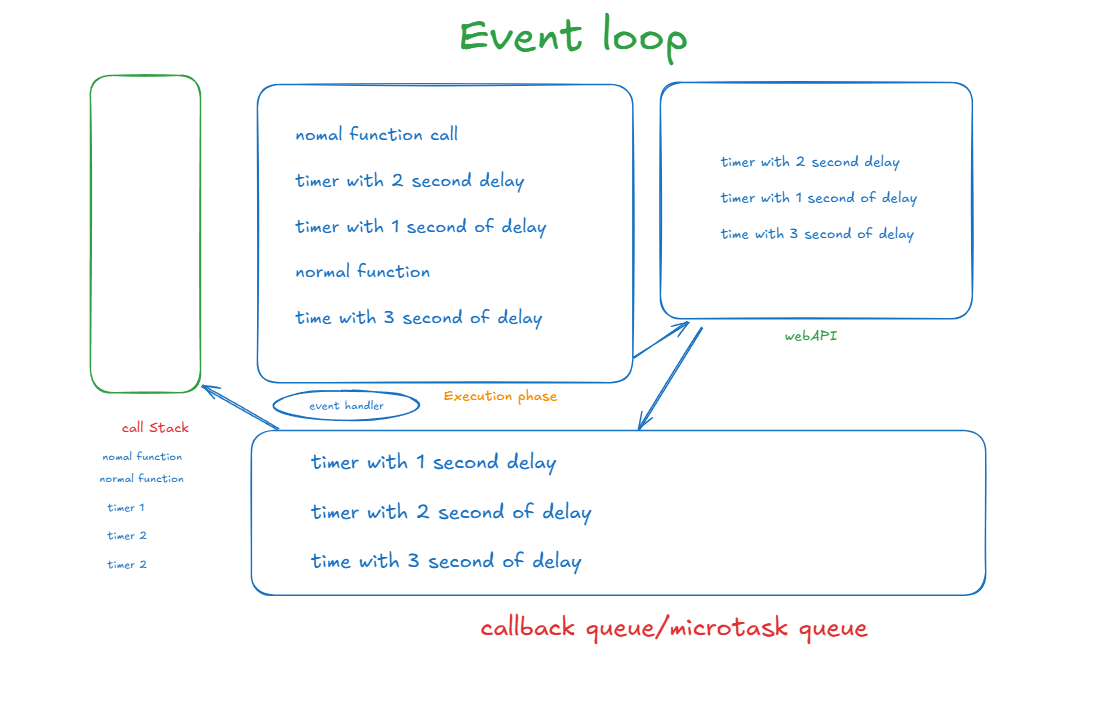 Event loop
nomal function call
timer with 2 second delay
timer with 1 second of delay
normal function
time with 3 second of delay
timer with 2 second delay
timer with 1 second of delay
time with 3 second of delay
webAPI
Execution phase
event handler
call Stack
nomal function
normal function
timer 1
timer 2
timer 2
timer with 1 second delay
timer with 2 second of delay
time with 3 second of delay
callback queue/microtask queue